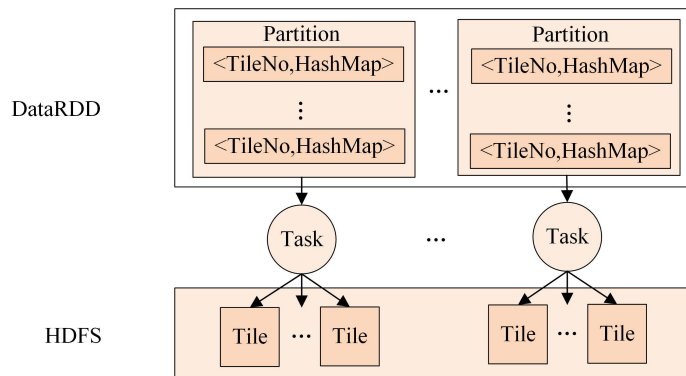 Partition Partition
<TileNo,HashMap> <TileNo,HashMap>
... 
DataRDD
⋮ ⋮
<TileNo,HashMap> <TileNo,HashMap>
Task ... Task
HDFS
Tile ... Tile Tile ... Tile